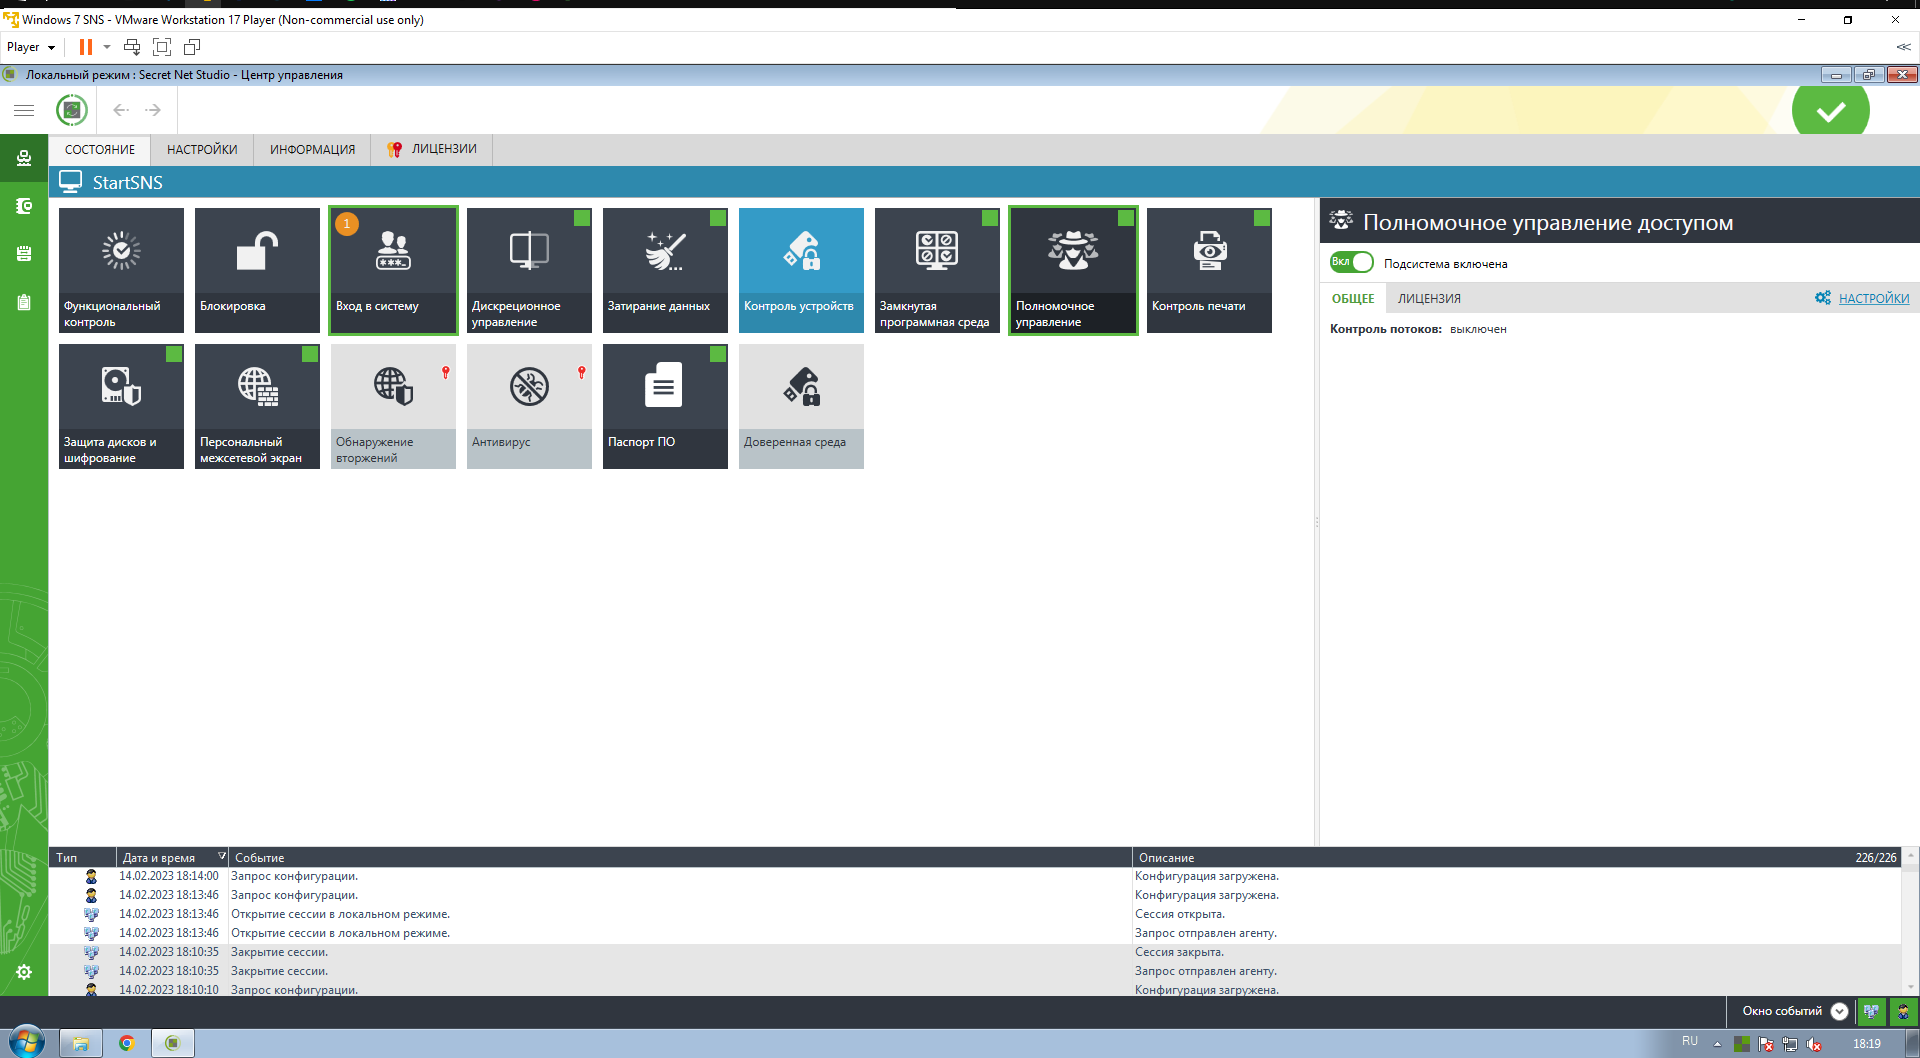 Windows 7 SNS - VMware Workstation 17 Player (Non-commercial use only)
Player
Локальный режим : Secret Net Studio - Центр управления
СОСТОЯНИЕ
НАСТРОЙКИ
ИНФОРМАЦИЯ
ЛИЦЕНЗИИ
StartSNS
Функциональный
контроль
Блокировка
1
***_
Вход в систему
Дискреционное
управление
Затирание данных
Контроль устройств
Замкнутая
программная среда
Полномочное
управление
Контроль печати
Защита дисков и
шифрование
Персональный
межсетевой экран
Обнаружение
вторжений
Антивирус
Паспорт ПО
Доверенная среда
Полномочное управление доступом
Вкл
Подсистема включена
ОБЩЕЕ
ЛИЦЕНЗИЯ
НАСТРОЙКИ
Контроль потоков: выключен
Тип Дата и время Событие Описание 226/226
14.02.2023 18:14:00 Запрос конфигурации. Конфигурация загружена.
14.02.2023 18:13:46 Запрос конфигурации. Конфигурация загружена.
14.02.2023 18:13:46 Открытие сессии в локальном режиме. Сессия открыта.
14.02.2023 18:13:46 Открытие сессии в локальном режиме. Запрос отправлен агенту.
14.02.2023 18:10:35 Закрытие сессии. Сессия закрыта.
14.02.2023 18:10:35 Закрытие сессии. Запрос отправлен агенту.
14.02.2023 18:10:10 Запрос конфигурации. Конфигурация загружена.
Окно событий
RU
18:19